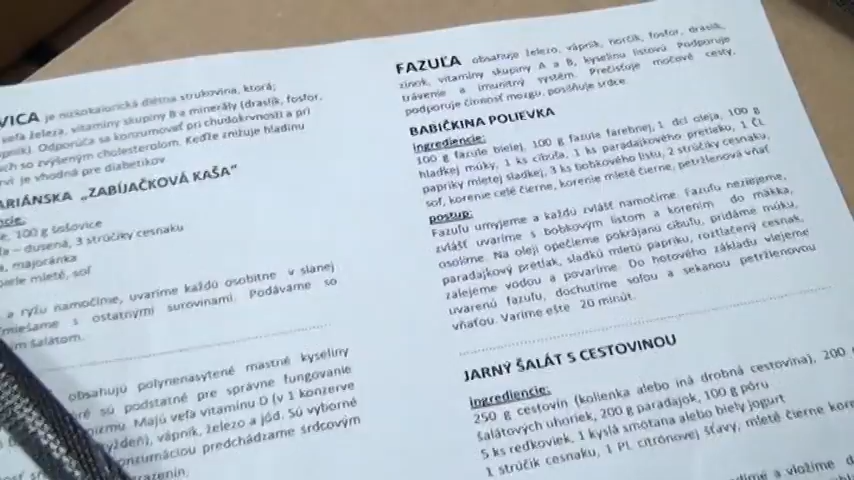 VICA je nízkokalorická diétna strukovina, ktorá;
veľa železa, vitamíny skupiny B a minerály (draslík, fosfor,
Odporúča sa konzumovať pri chudokrvnosti a pri
so zvýšeným cholesterolom. Keďže znižuje hladinu
je vhodná pre diabetikov
ARIÁNSKA „ZABÍJAČKOVÁ KAŠA“
cie:
100 g šošovice
– dusená, 3 strúčiky cesnaku
majoránka
mleté, soľ
a ryžu namočíme, uvaríme každú osobitne v slanej
miešame s ostatnými surovinami. Podávame so
šalátom.
obsahujú polynenasýtené mastné kyseliny
sú podstatné pre správne fungovanie
Majú veľa vitamínu D (v 1 konzerve
vápnik, železo a jód. Sú výborné
predchádzame srdcovým
FAZUĽA obsahuje železo, vápnik, horčík, fosfor, draslík,
zinok, vitamíny skupiny A a B, kyselinu listovú. Podporuje
trávenie a imunitný systém. Prečisťuje močové cesty,
podporuje činnosť mozgu, posilňuje srdce.
BABIČKINA POLIEVKA
Ingrediencie:
100 g fazule bielej, 100 g fazule farebnej, 1 dcl oleja, 100 g
hladkej múky, 1 ks cibuľa, 1 ks paradajkového pretlaku, 1 ČL
papriky mletej sladkej, 3 ks bobkového listu, 2 strúčiky cesnaku,
soľ, korenie celé čierne, korenie mleté čierne, petržlenová vňať
postup:
Fazuľu umyjeme a každú zvlášť namočíme. Fazuľu nezlejeme,
zvlášť uvaríme s bobkovým listom a korením do mäkka,
osolíme. Na oleji opečieme pokrájanú cibuľu, pridáme múku,
paradajkový pretlak, sladkú mletú papriku, roztlačený cesnak,
zalejeme vodou a povaríme. Do hotového základu vlejeme
uvarenú fazuľu, dochutíme soľou a sekanou petržlenovou
vňaťou. Varíme ešte 20 minút.
JARNÝ ŠALÁT S CESTOVINOU
Ingrediencie:
250 g cestovín (kolienka alebo iná drobná cestovina), 200
šalátových uhoriek, 200 g paradajok, 100 g póru
5 ks reďkoviek, 1 kyslá smotana alebo biely jogurt
1 strúčik cesnaku, 1 PL citrónovej šťavy, mleté čierne
a vložíme